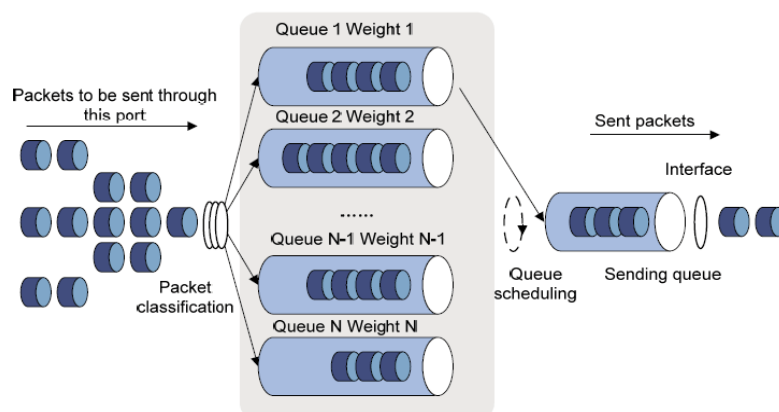 Queue 1 Weight 1
Packets to be sent through
this port
Queue 2 Weight 2
Sent packets
Interface
......
Queue N-1 Weight N-1
Packet
classification
Queue
scheduling
Sending queue
Queue N Weight N